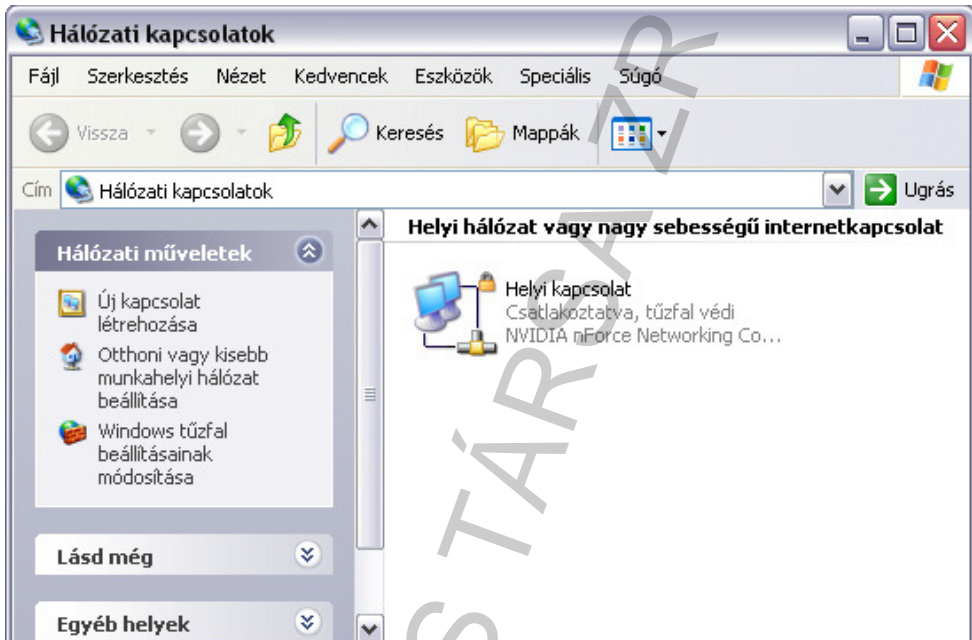 Hálózati kapcsolatok
Fájl Szerkesztés Nézet Kedvencek Eszközök Speciális Súgó
Vissza Keresés Mappák
Cím Hálózati kapcsolatok Ugrás
Hálózati műveletek
Új kapcsolat
létrehozása
Otthoni vagy kisebb
munkahelyi hálózat
beállítása
Windows tűzfal
beállításainak
módosítása
Lásd még
Egyéb helyek
Helyi hálózat vagy nagy sebességű internetkapcsolat
Helyi kapcsolat
Csatlakoztatva, tűzfal védi
NVIDIA nForce Networking Co...
S TÁRSASZR